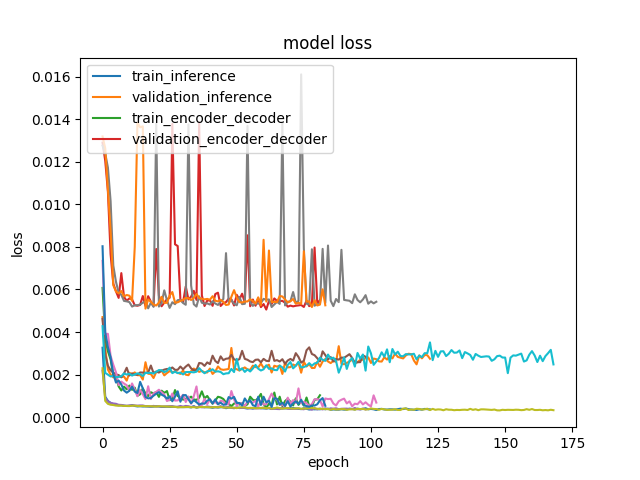 model loss
train_inference
validation_inference
train_encoder_decoder
validation_encoder_decoder
loss
0.016
0.014
0.012
0.010
0.008
0.006
0.004
0.002
0.000
0 25 50 75 100 125 150 175
epoch